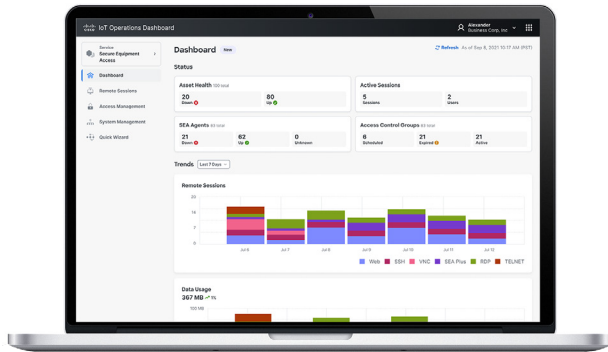 cisco IoT Operations Dashboard
Alexander
Business Corp, Inc
Service
Secure Equipment
Access
Dashboard
Remote Sessions
Access Management
System Management
Quick Wizard
Dashboard New
Refresh As of Sep 8, 2021 10:17 AM (PST)
Status
Asset Health 100 total
20
Down
80
Up
Active Sessions
5
Sessions
2
Users
SEA Agents 83 total
21
Down
62
Up
0
Unknown
Access Control Groups
6
Scheduled
21
Expired
21
Active
Trends Last 7 Days
Remote Sessions
20
7
0
Jul 6
Jul 7
Jul 8
Jul 9
Jul 10
Jul 11
Jul 12
Web SSH VNC SEA Plus RDP TELNET
Data Usage
367 MB
100 MB